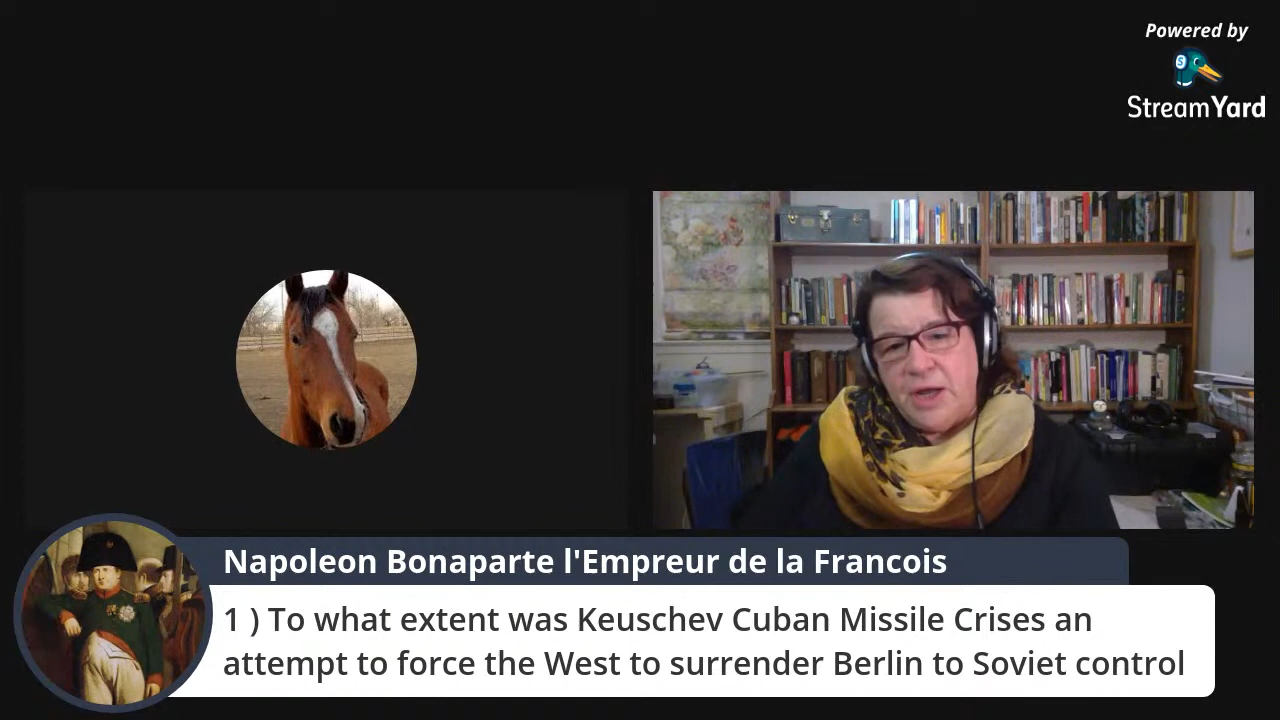 Powered by
StreamYard
Napoleon Bonaparte l'Empreur de la Francois
1 ) To what extent was Keuschev Cuban Missile Crises an
attempt to force the West to surrender Berlin to Soviet control